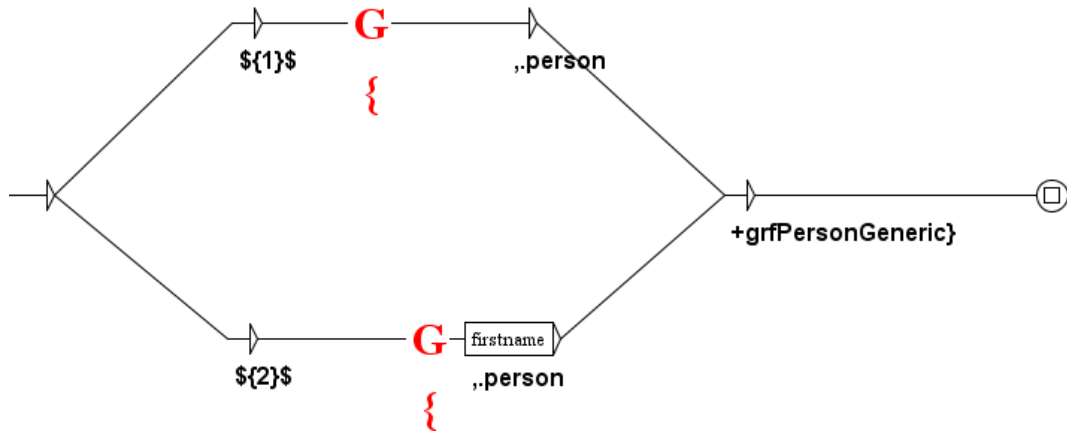 G
${1}$
,.person
{
+grfPersonGeneric}
G
firstname
${2}$
,.person
{